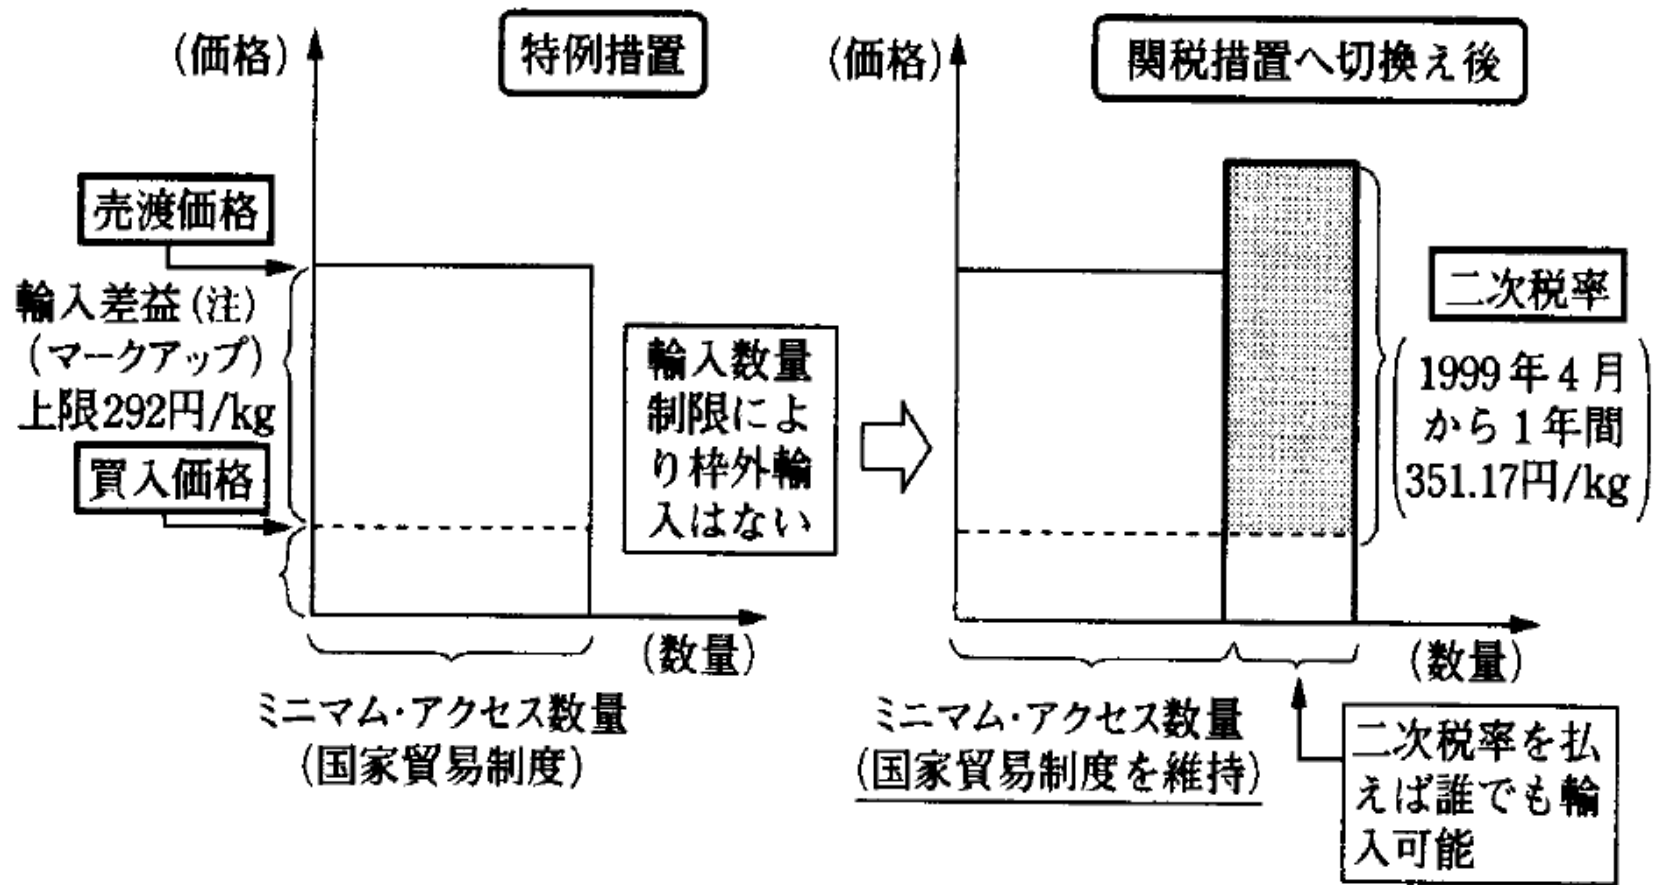 特例措置
(価格)
売渡価格
輸入差益(注)
(マークアップ)
上限292円/kg
買入価格
輸入数量
制限によ
り枠外輸
入はない
(数量)
ミニマム・アクセス数量
(国家貿易制度)
関税措置へ切換え後
(価格)
二次税率
1999年4月
から1年間
351.17円/kg
(数量)
ミニマム・アクセス数量
(国家貿易制度を維持)
二次税率を払
えば誰でも輸
入可能